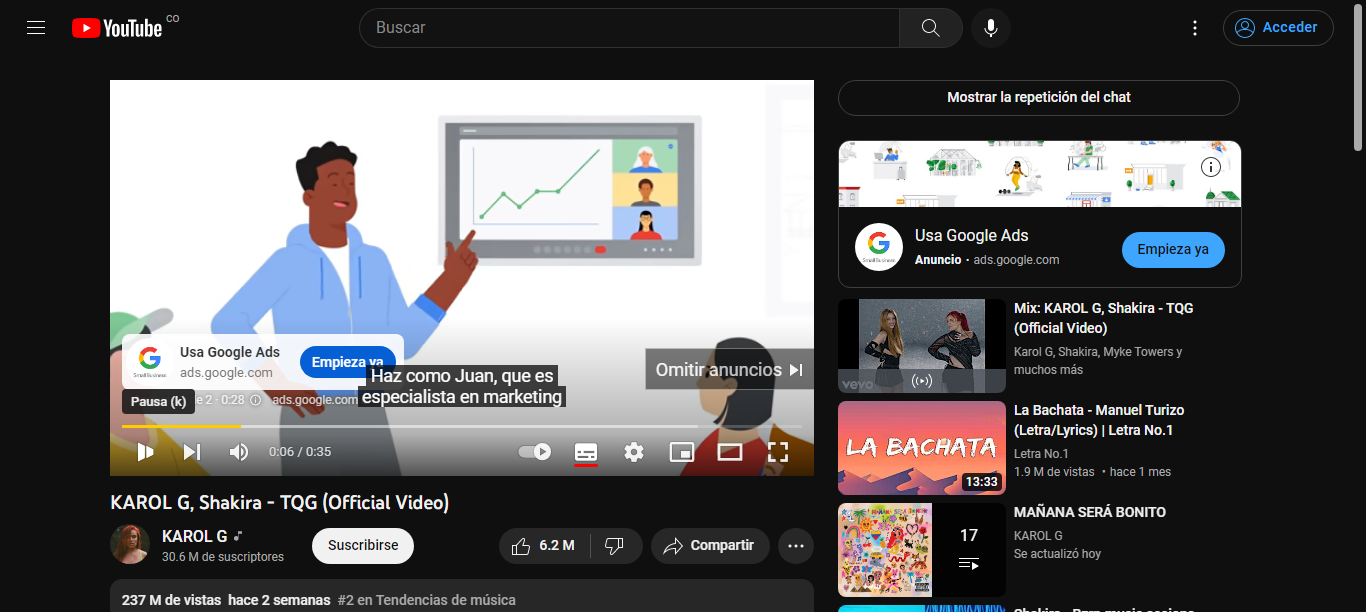 YouTube CO
Buscar
Acceder
Usa Google Ads
ads.google.com
Empieza ya
Haz como Juan, que es
especialista en marketing
Omitir anuncios
Pausa (k)
e 2 · 0:28
ads.google.com
0:06 / 0:35
KAROL G, Shakira - TQG (Official Video)
KAROL G
30.6 M de suscriptores
Suscribirse
6.2 M
Compartir
237 M de vistas hace 2 semanas #2 en Tendencias de música
Mostrar la repetición del chat
Usa Google Ads
Anuncio · ads.google.com
Empieza ya
vevo
Mix: KAROL G, Shakira - TQG
(Official Video)
Karol G, Shakira, Myke Towers y
muchos más
LA BACHATA
13:33
La Bachata - Manuel Turizo
(Letra/Lyrics) | Letra No.1
Letra No.1
1.9 M de vistas · hace 1 mes
17
MAÑANA SERÁ BONITO
KAROL G
Se actualizó hoy